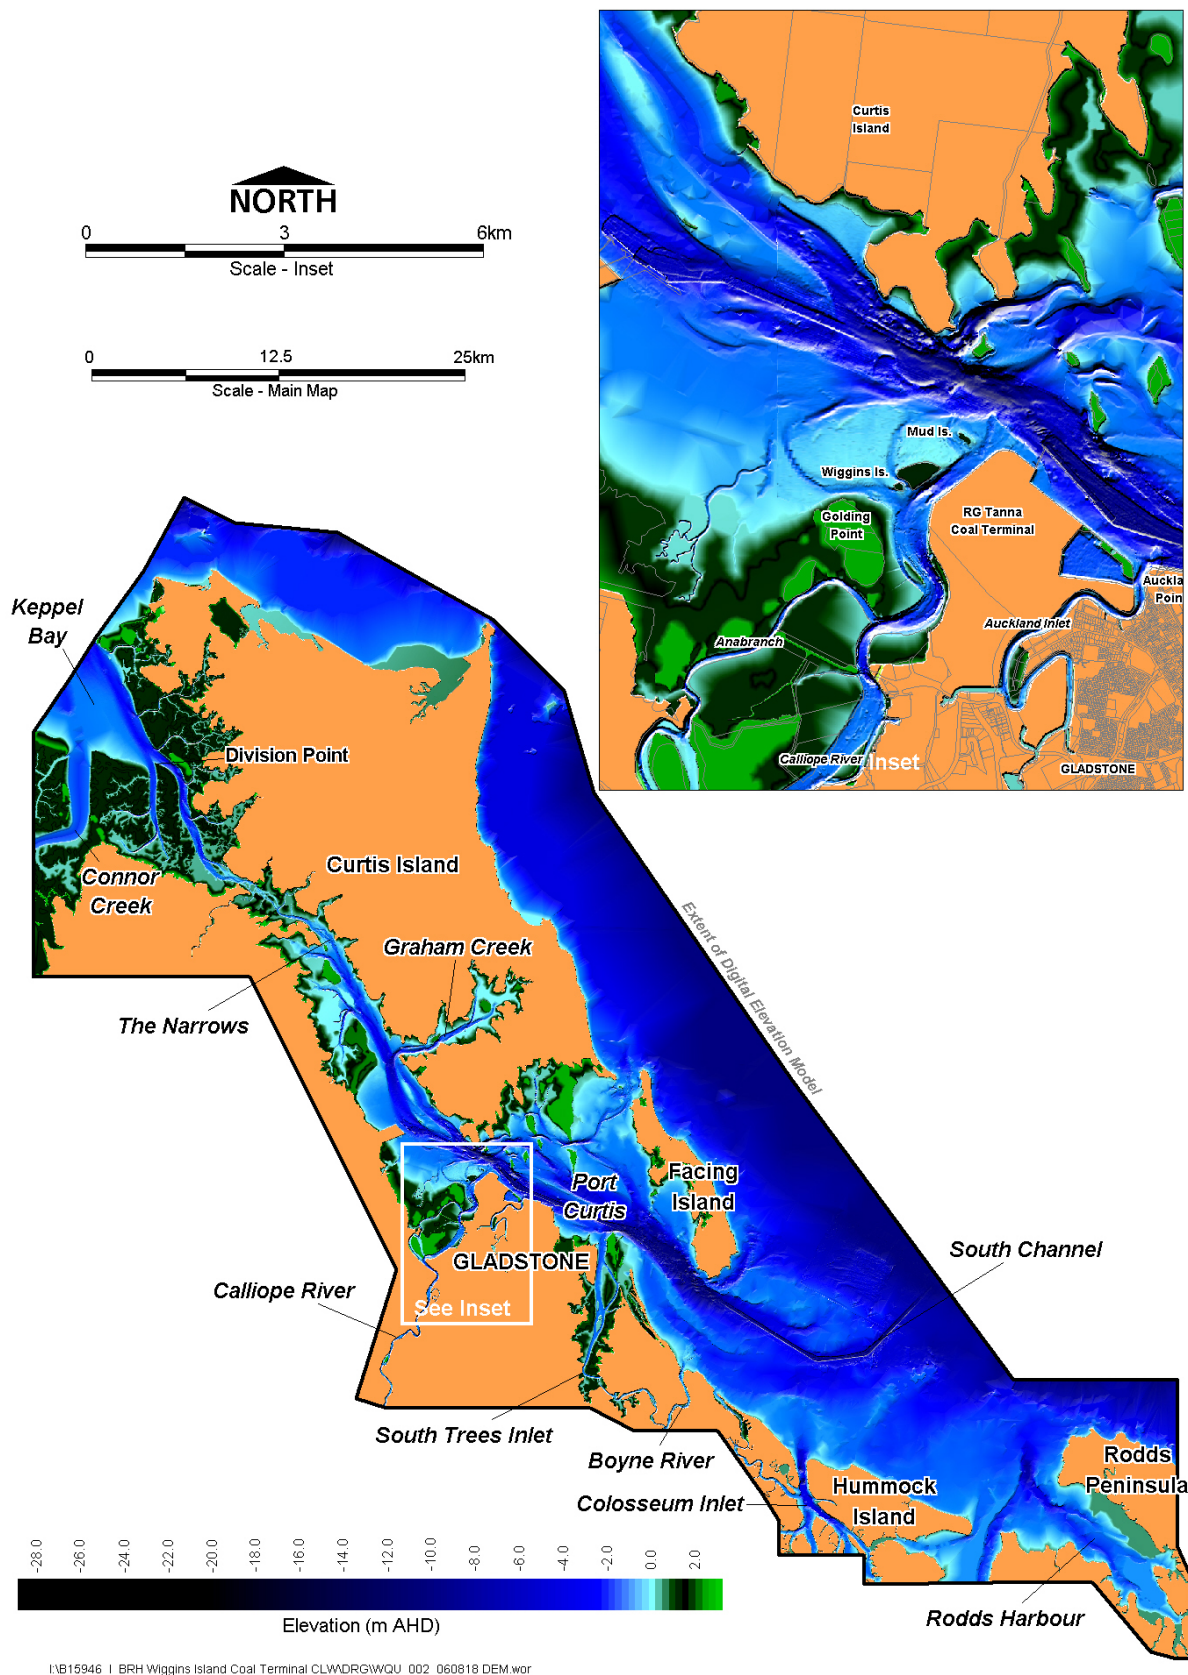 NORTH
0 3 6km
Scale - Inset
0 12.5 25km
Scale - Main Map
Curtis
Island
Mud Is.
Wiggins Is.
Golding
Point
RG Tanna
Coal Terminal
Auckla
Poin
Auckland Inlet
Anabranch
Calliope River
Inset
GLADSTONE
Keppel
Bay
Division Point
Curtis Island
Connor
Creek
Graham Creek
The Narrows
Extent of Digital Elevation Model
Facing
Island
Port
Curtis
South Channel
GLADSTONE
Calliope River
See Inset
South Trees Inlet
Boyne River
Rodds
Peninsula
Hummock
Island
Colosseum Inlet
Rodds Harbour
-28.0 -26.0 -24.0 -22.0 -20.0 -18.0 -16.0 -14.0 -12.0 -10.0 -8.0 -6.0 -4.0 -2.0 0.0 2.0
Elevation (m AHD)
I:\B15946_I_BRH Wiggins Island Coal Terminal CLW\DRG\WQU_002_060818 DEM.wor